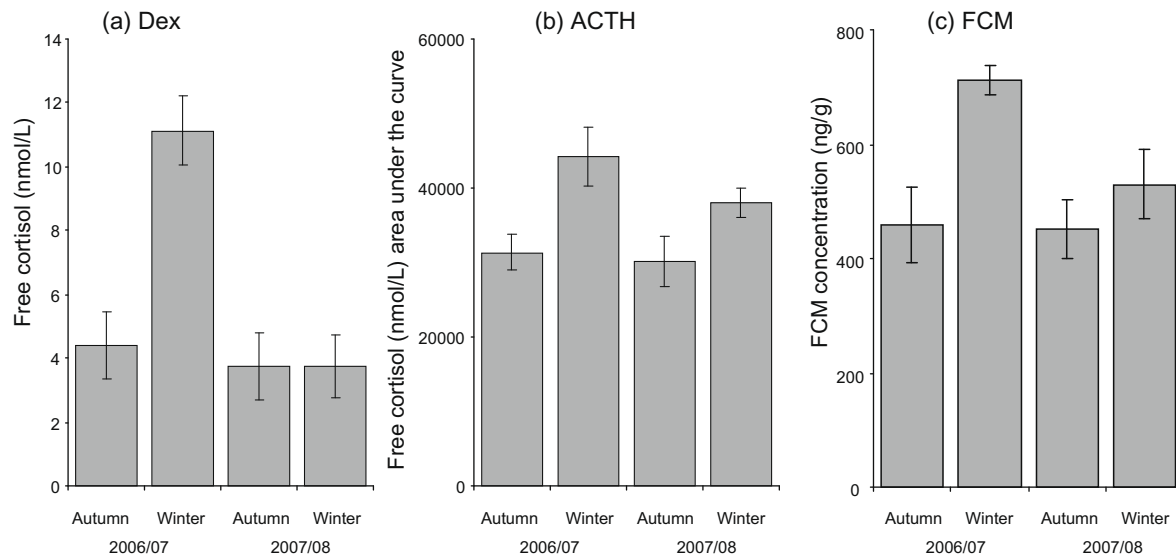 (a) Dex
Free cortisol (nmol/L)
14
12
10
8
6
4
2
0
Autumn Winter Autumn Winter
2006/07 2007/08
(b) ACTH
Free cortisol (nmol/L) area under the curve
60000
40000
20000
0
Autumn Winter Autumn Winter
2006/07 2007/08
(c) FCM
FCM concentration (ng/g)
800
600
400
200
0
Autumn Winter Autumn Winter
2006/07 2007/08